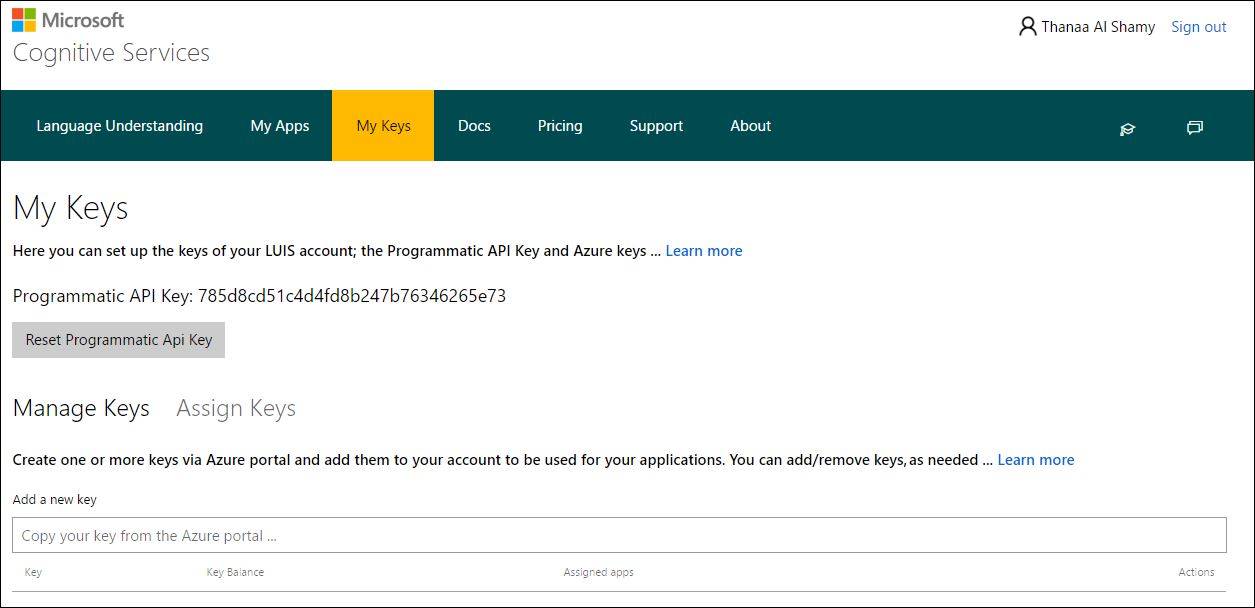 Microsoft
Cognitive Services
Thanaa Al Shamy Sign out
Language Understanding My Apps My Keys Docs Pricing Support About
My Keys
Here you can set up the keys of your LUIS account; the Programmatic API Key and Azure keys ... Learn more
Programmatic API Key: 785d8cd51c4d4fd8b247b76346265e73
Reset Programmatic Api Key
Manage Keys Assign Keys
Create one or more keys via Azure portal and add them to your account to be used for your applications. You can add/remove keys, as needed ... Learn more
Add a new key
Copy your key from the Azure portal ...
Key Key Balance Assigned apps Actions